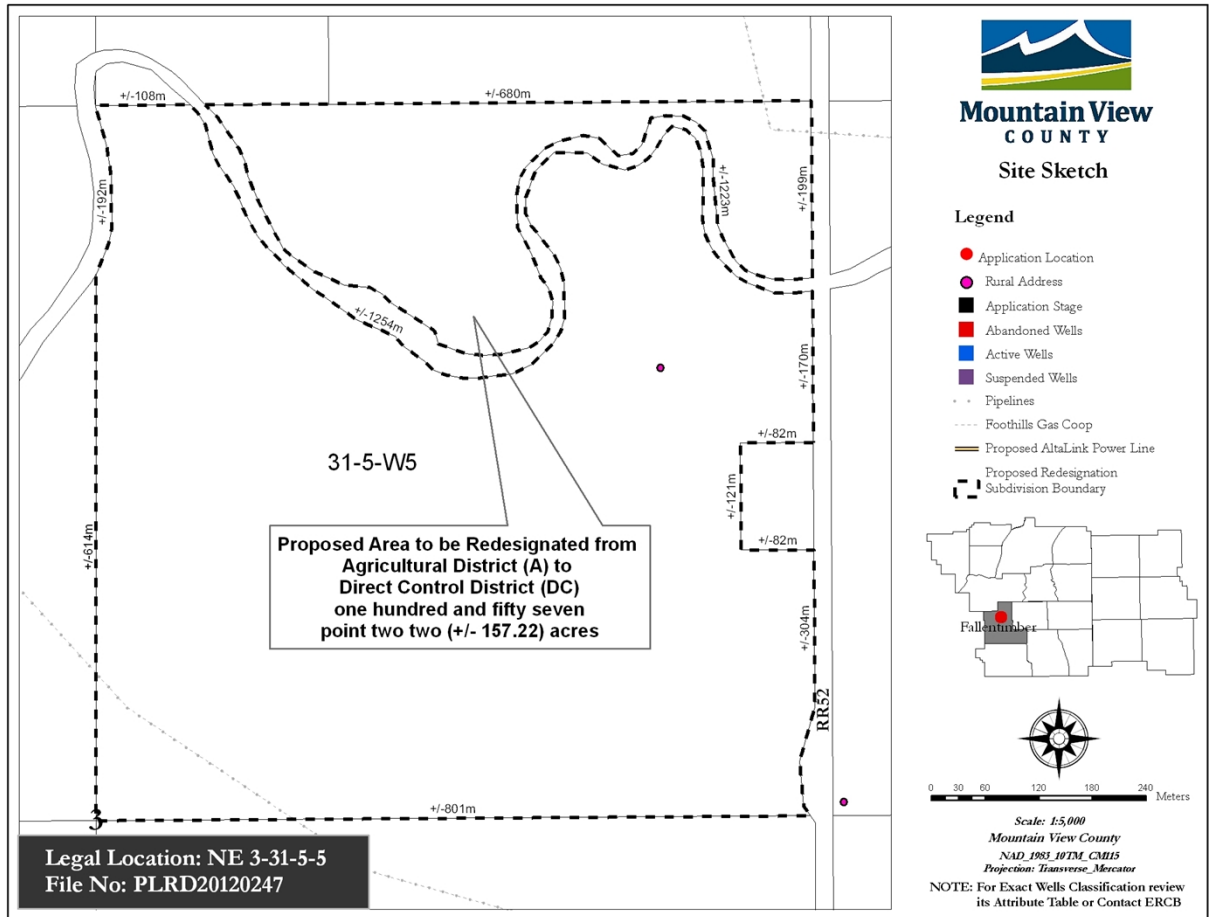 +/-108m
+/-680m
+/-192m
+/-199m
+/-1223m
+/-1254m
+/-170m
+/-82m
31-5-W5
+/-121m
+/-82m
+/-614m
Proposed Area to be Redesignated from
Agricultural District (A) to
Direct Control District (DC)
one hundred and fifty seven
point two two (+/- 157.22) acres
+/-304m
RR52
+/-801m
3
Legal Location: NE 3-31-5-5
File No: PLRD20120247
Mountain View
COUNTY
Site Sketch
Legend
Application Location
Rural Address
Application Stage
Abandoned Wells
Active Wells
Suspended Wells
Pipelines
Foothills Gas Coop
Proposed AltaLink Power Line
Proposed Redesignation
Subdivision Boundary
Fallentimber
0 30 60 120 180 240 Meters
Scale: 1:5,000
Mountain View County
NAD_1983_10TM_CM115
Projection: Transverse_Mercator
NOTE: For Exact Wells Classification review
its Attribute Table or Contact ERCB